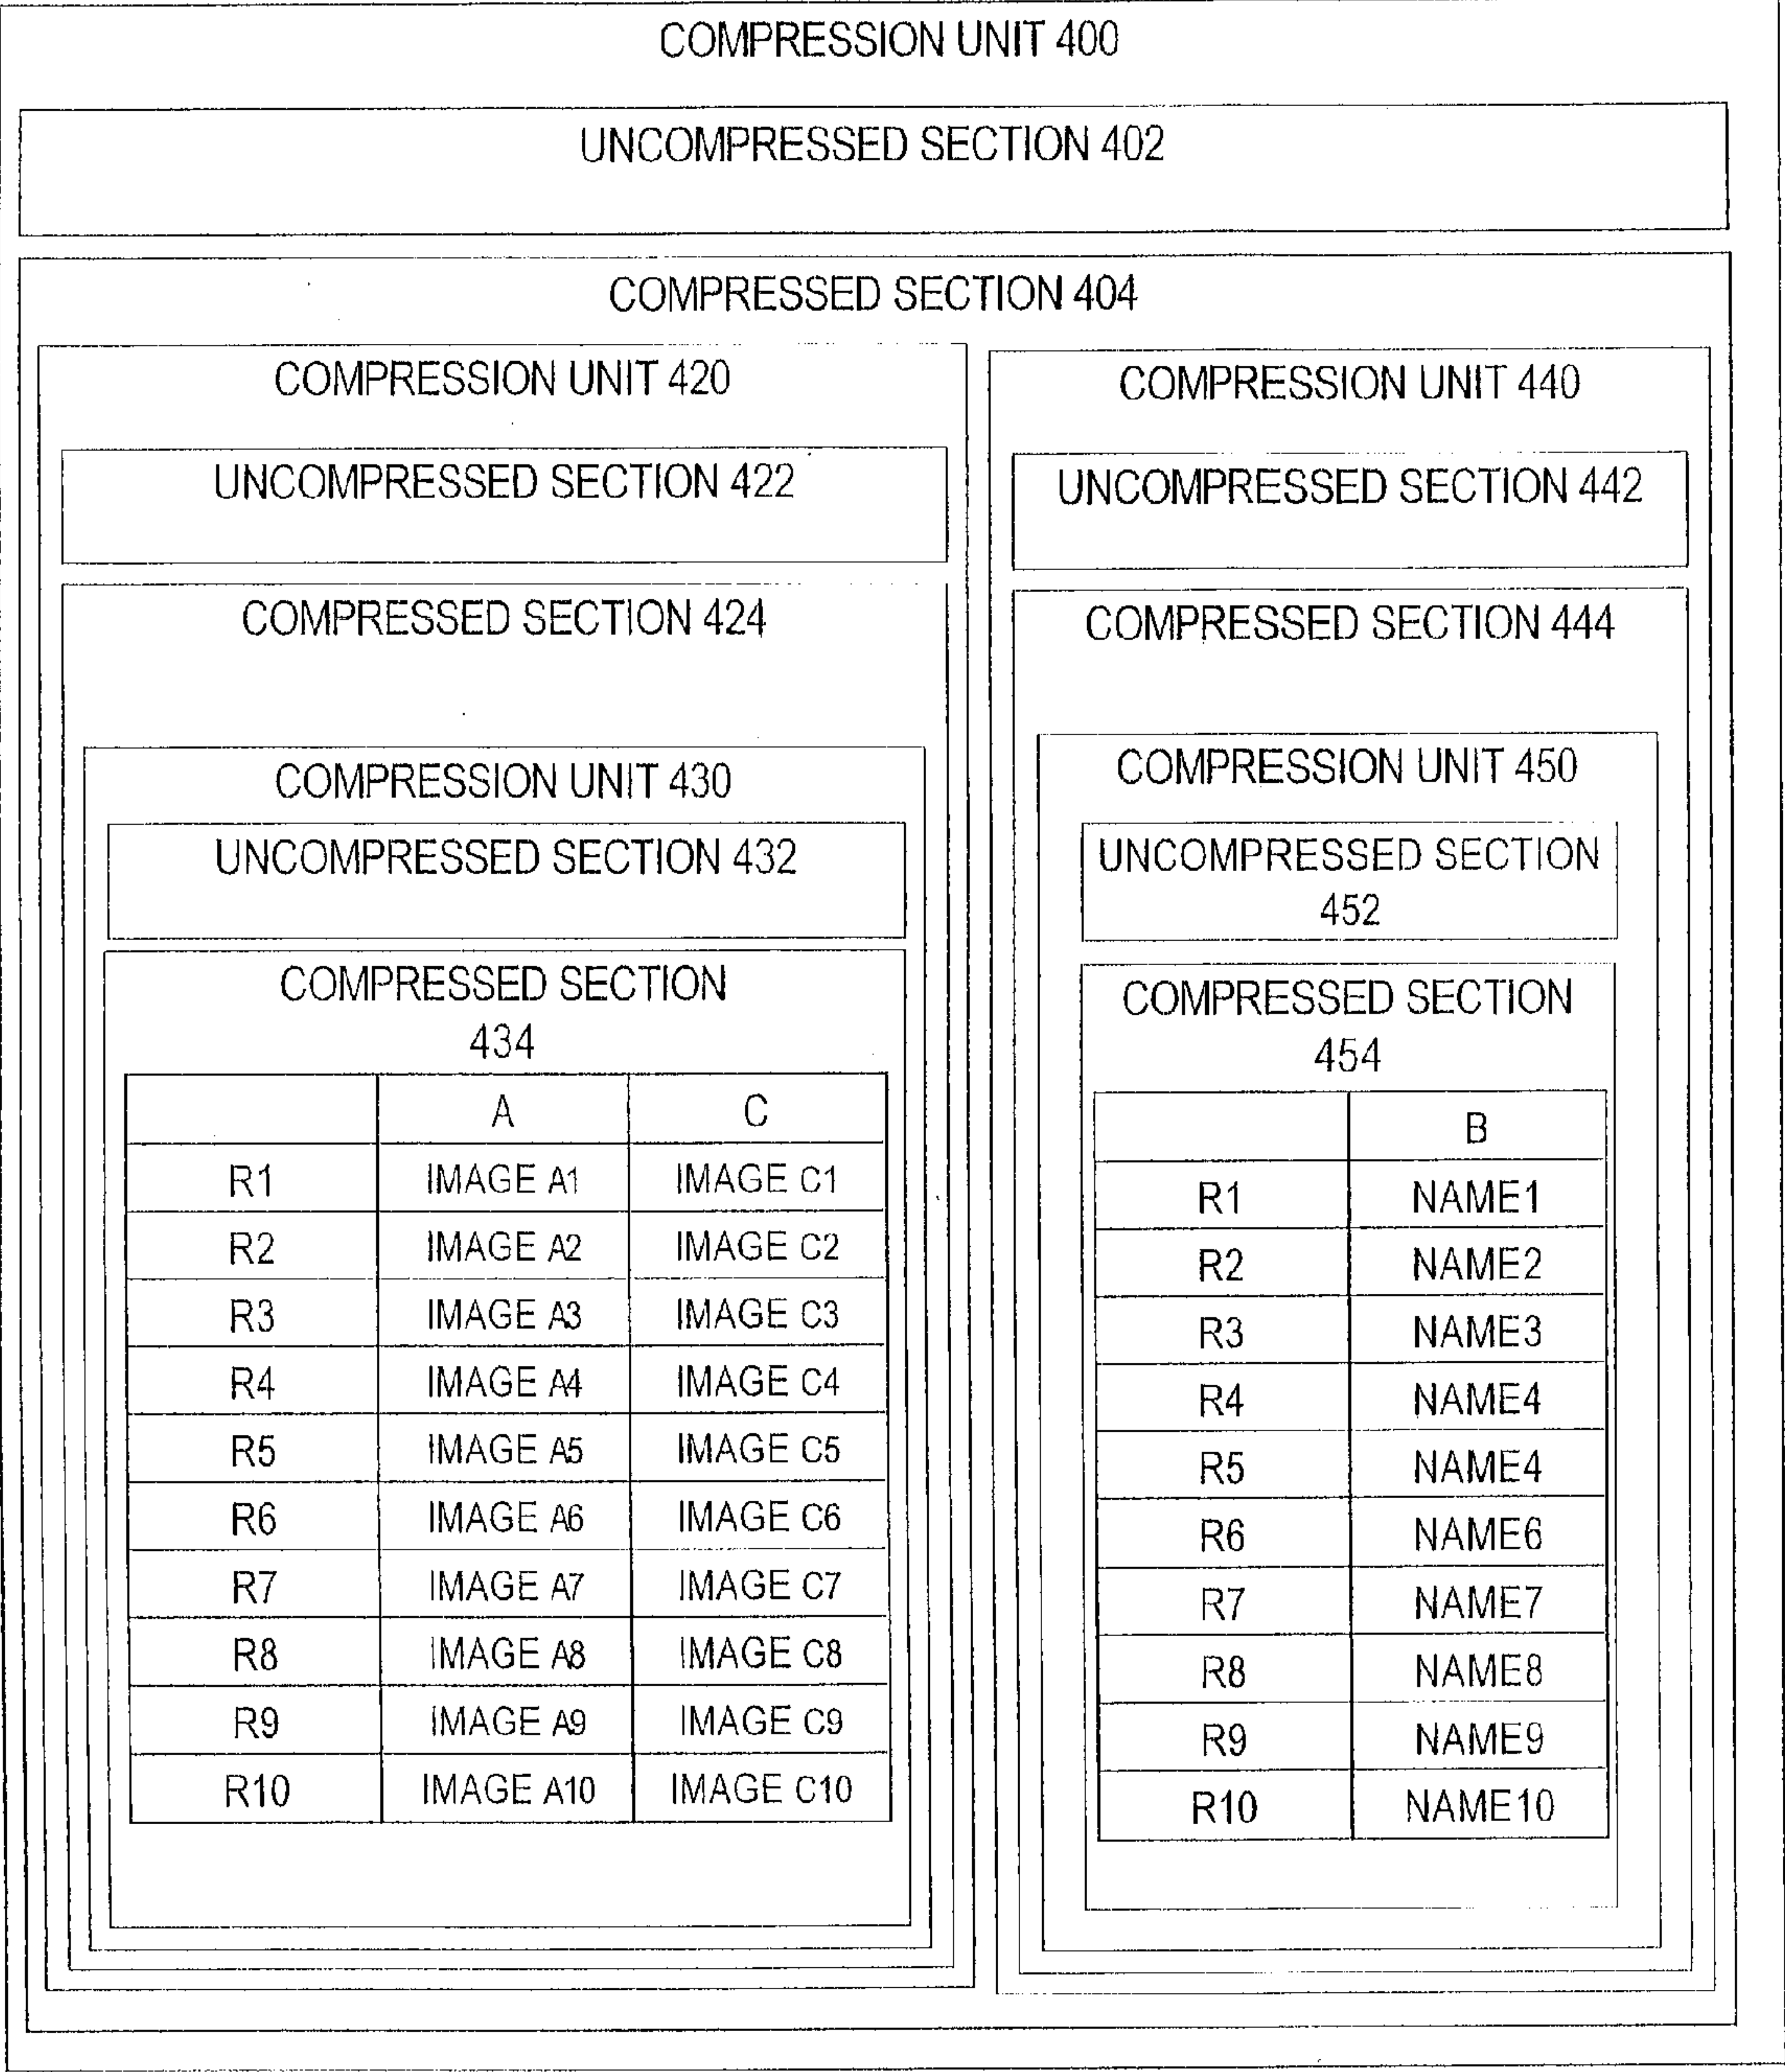 COMPRESSION UNIT 400
UNCOMPRESSED SECTION 402
COMPRESSED SECTION 404
COMPRESSION UNIT 420
UNCOMPRESSED SECTION 422
COMPRESSED SECTION 424
COMPRESSION UNIT 430
UNCOMPRESSED SECTION 432
COMPRESSED SECTION
434
A C
R1 IMAGE A1 IMAGE C1
R2 IMAGE A2 IMAGE C2
R3 IMAGE A3 IMAGE C3
R4 IMAGE A4 IMAGE C4
R5 IMAGE A5 IMAGE C5
R6 IMAGE A6 IMAGE C6
R7 IMAGE A7 IMAGE C7
R8 IMAGE A8 IMAGE C8
R9 IMAGE A9 IMAGE C9
R10 IMAGE A10 IMAGE C10
COMPRESSION UNIT 440
UNCOMPRESSED SECTION 442
COMPRESSED SECTION 444
COMPRESSION UNIT 450
UNCOMPRESSED SECTION
452
COMPRESSED SECTION
454
B
R1 NAME1
R2 NAME2
R3 NAME3
R4 NAME4
R5 NAME4
R6 NAME6
R7 NAME7
R8 NAME8
R9 NAME9
R10 NAME10